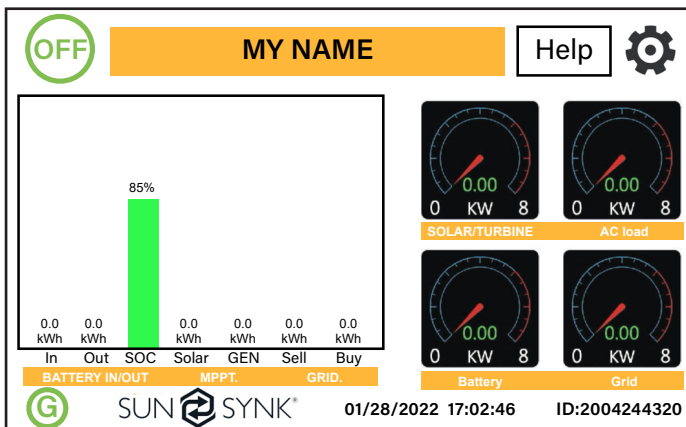 OFF
MY NAME
Help
85%
0.0 0.0 0.0 0.0 0.0 0.0
kWh kWh kWh kWh kWh kWh
In Out SOC Solar GEN Sell Buy
BATTERY IN/OUT MPPT. GRID.
0.00
0 KW 8
SOLAR/TURBINE
0.00
0 KW 8
AC load
0.00
0 KW 8
Battery
0.00
0 KW 8
Grid
G
SUN SYNK®
01/28/2022 17:02:46 ID:2004244320